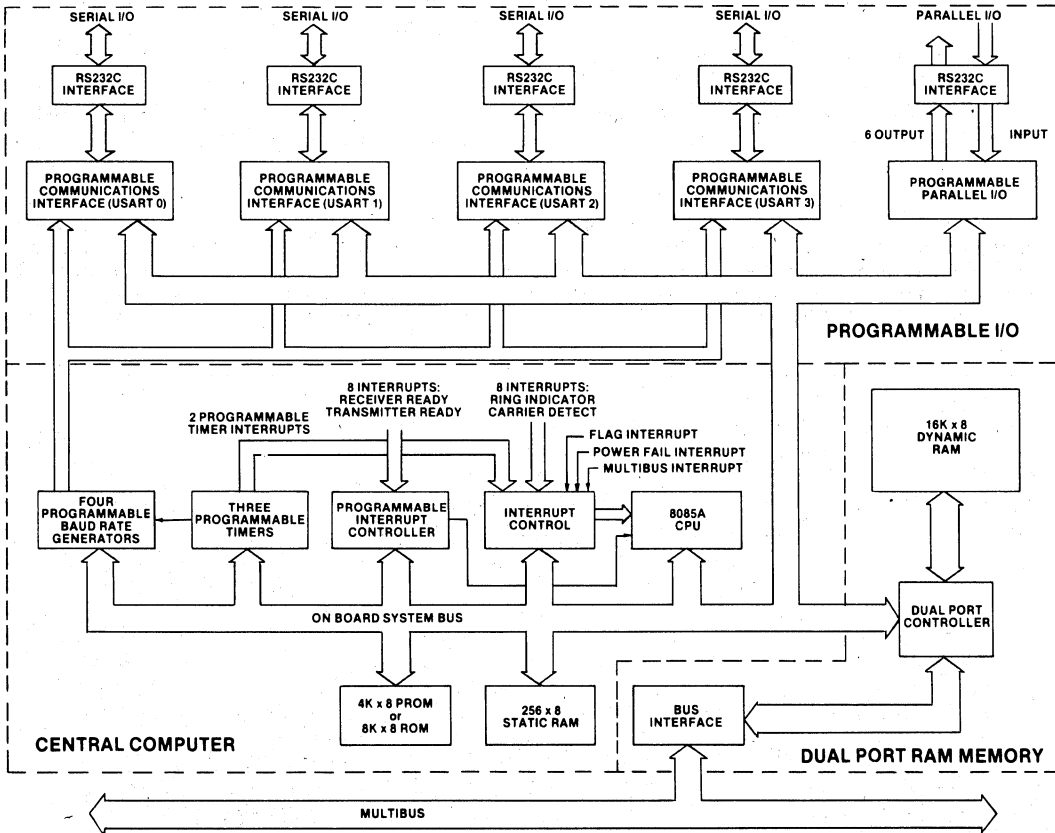 SERIAL I/O
SERIAL I/O
SERIAL I/O
SERIAL I/O
PARALLEL I/O
RS232C
INTERFACE
RS232C
INTERFACE
RS232C
INTERFACE
RS232C
INTERFACE
RS232C
INTERFACE
6 OUTPUT
INPUT
PROGRAMMABLE
COMMUNICATIONS
INTERFACE (USART 0)
PROGRAMMABLE
COMMUNICATIONS
INTERFACE (USART 1)
PROGRAMMABLE
COMMUNICATIONS
INTERFACE (USART 2)
PROGRAMMABLE
COMMUNICATIONS
INTERFACE (USART 3)
PROGRAMMABLE
PARALLEL I/O
PROGRAMMABLE I/O
2 PROGRAMMABLE
TIMER INTERRUPTS
8 INTERRUPTS:
RECEIVER READY
TRANSMITTER READY
8 INTERRUPTS:
RING INDICATOR
CARRIER DETECT
FLAG INTERRUPT
POWER FAIL INTERRUPT
MULTIBUS INTERRUPT
16K x 8
DYNAMIC
RAM
FOUR
PROGRAMMABLE
BAUD RATE
GENERATORS
THREE
PROGRAMMABLE
TIMERS
PROGRAMMABLE
INTERRUPT
CONTROLLER
INTERRUPT
CONTROL
8085A
CPU
ON BOARD SYSTEM BUS
DUAL PORT
CONTROLLER
4K x 8 PROM
or
8K x 8 ROM
256 x 8
STATIC RAM
BUS
INTERFACE
CENTRAL COMPUTER
DUAL PORT RAM MEMORY
MULTIBUS